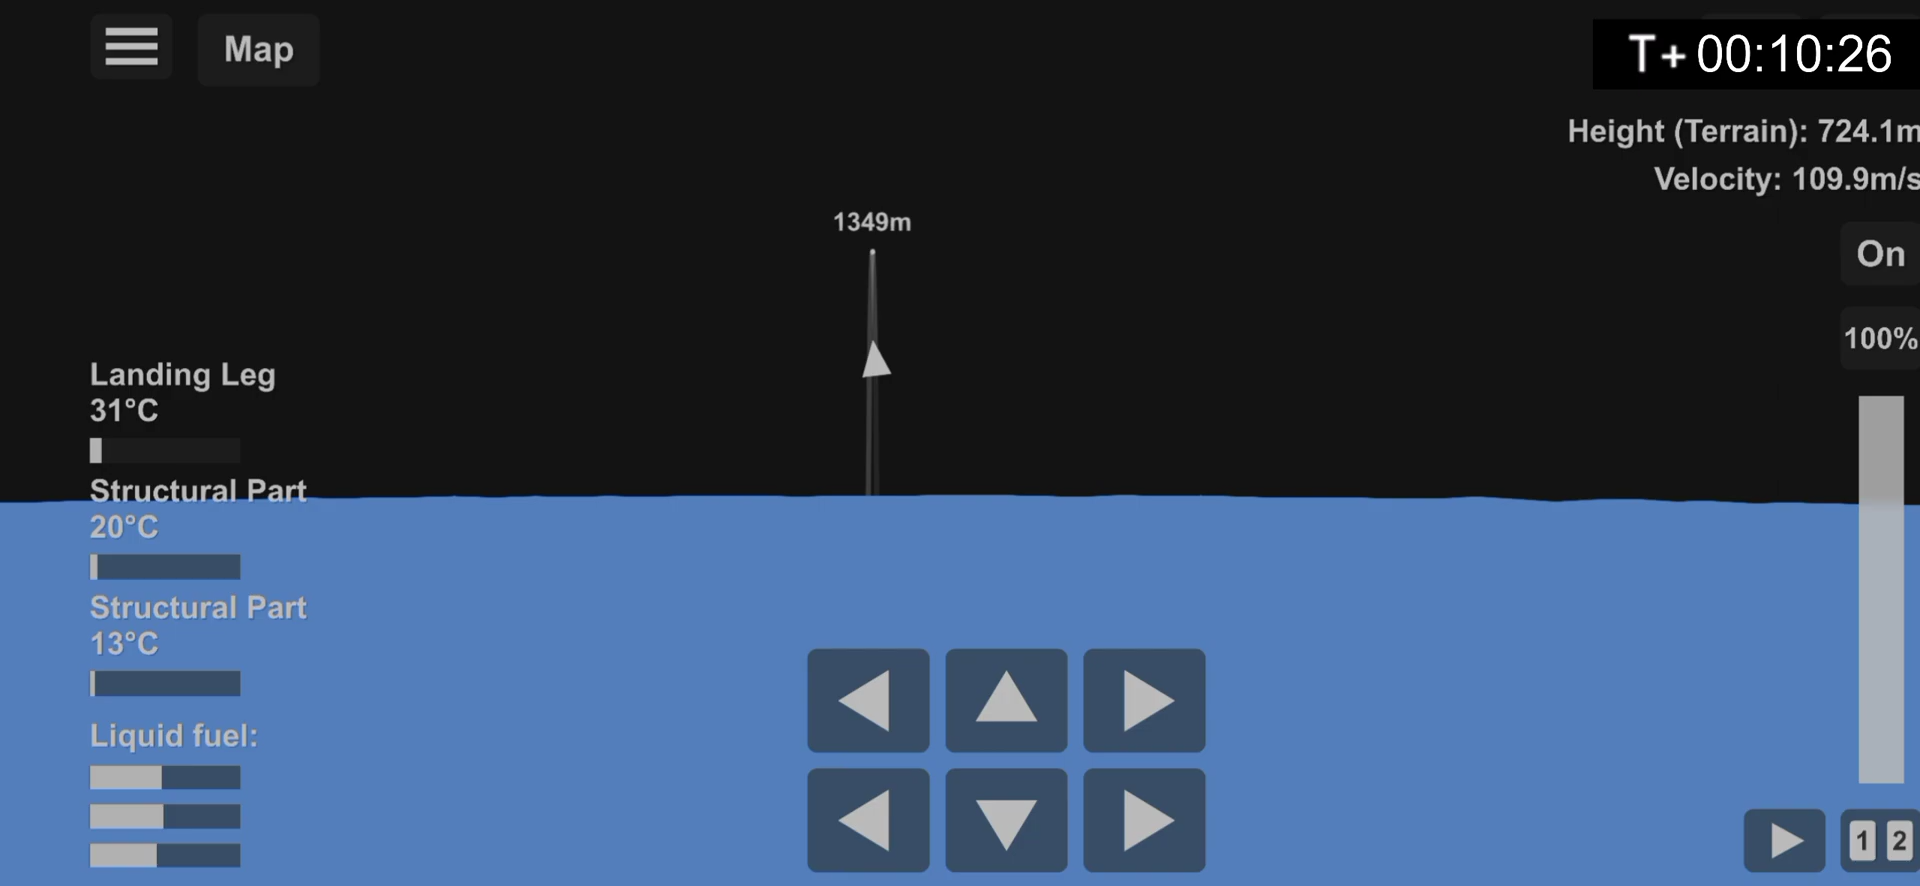 Map
T+ 00:10:26
Height (Terrain): 724.1m
Velocity: 109.9m/s
1349m
On
100%
Landing Leg
31°C
Structural Part
20°C
Structural Part
13°C
Liquid fuel:
1 2